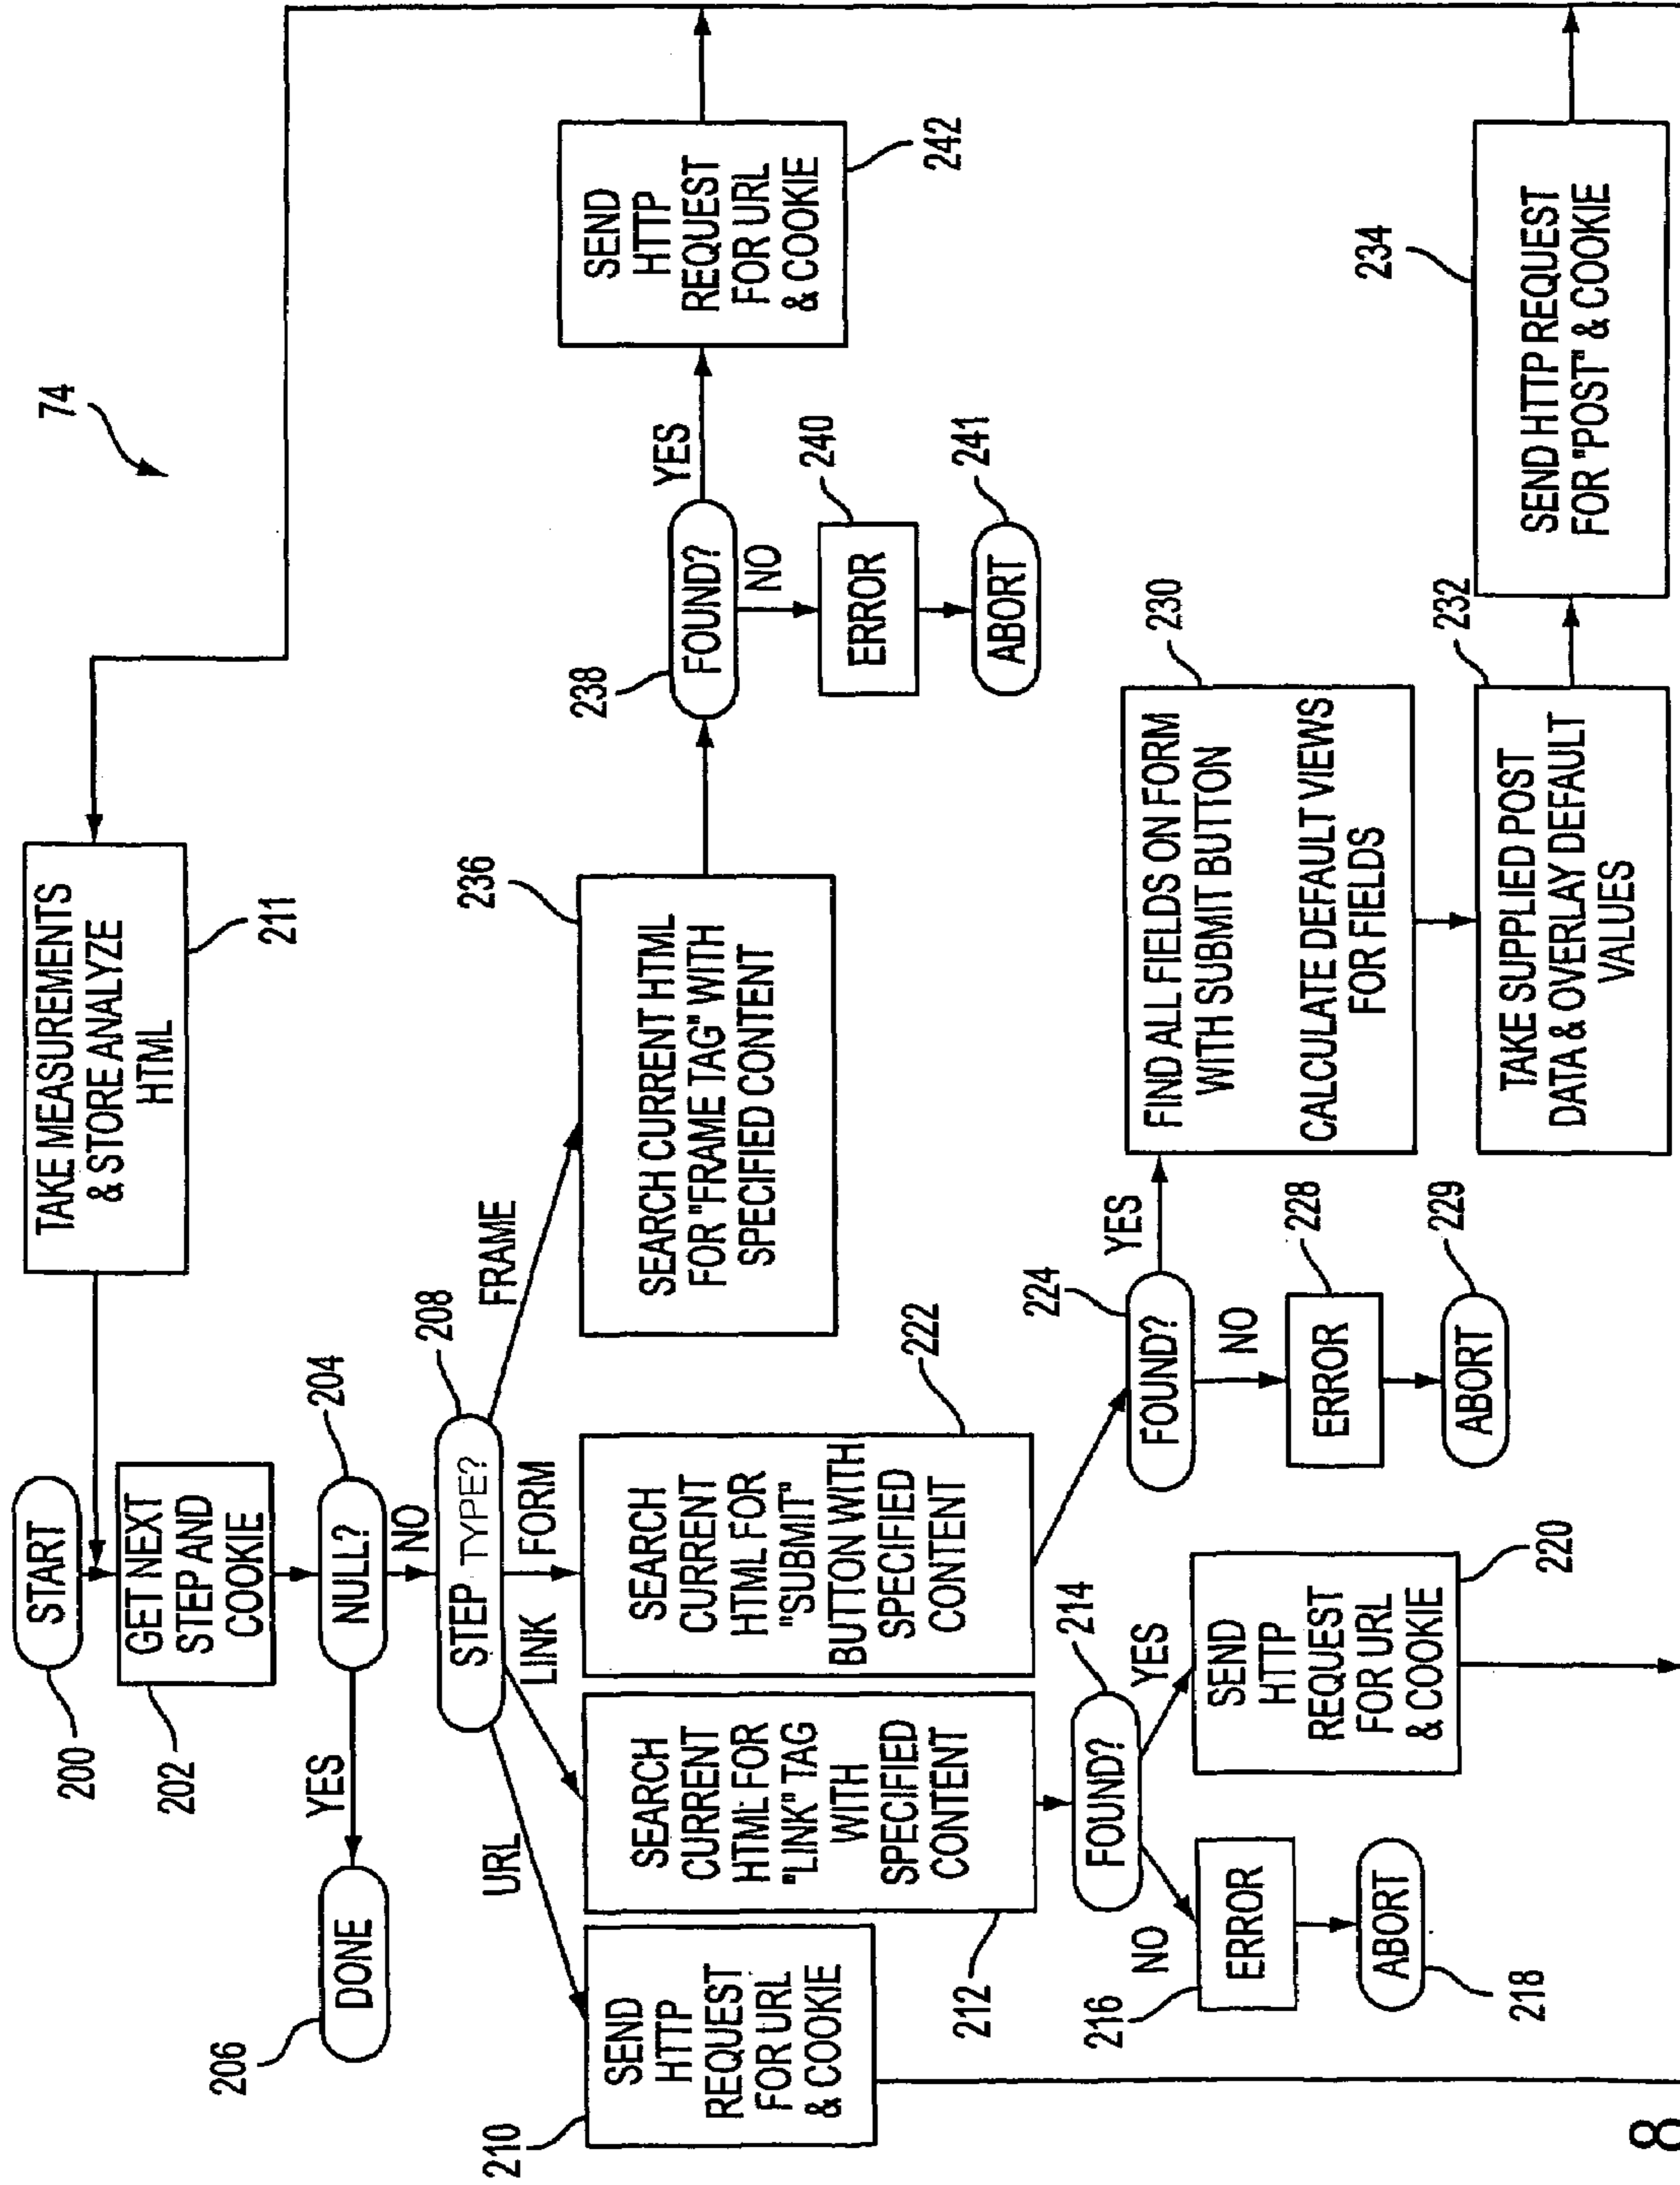 74
TAKE MEASUREMENTS
& STORE ANALYZE
HTML
211
START
200
GET NEXT
STEP AND
COOKIE
202
NULL?
204
YES
DONE
206
NO
STEP TYPE?
208
URL
LINK
FORM
FRAME
SEND
HTTP
REQUEST
FOR URL
& COOKIE
210
SEARCH
CURRENT
HTML FOR
"LINK" TAG
WITH
SPECIFIED
CONTENT
212
SEARCH
CURRENT
HTML FOR
"SUBMIT"
BUTTON WITH
SPECIFIED
CONTENT
222
SEARCH CURRENT HTML
FOR "FRAME TAG" WITH
SPECIFIED CONTENT
236
FOUND?
238
YES
SEND
HTTP
REQUEST
FOR URL
& COOKIE
242
NO
ERROR
240
ABORT
241
FOUND?
214
NO
ERROR
216
ABORT
218
YES
SEND
HTTP
REQUEST
FOR URL
& COOKIE
220
FOUND?
224
NO
ERROR
228
ABORT
229
YES
FIND ALL FIELDS ON FORM
WITH SUBMIT BUTTON
CALCULATE DEFAULT VIEWS
FOR FIELDS
230
TAKE SUPPLIED POST
DATA & OVERLAY DEFAULT
VALUES
232
SEND HTTP REQUEST
FOR "POST" & COOKIE
234
8